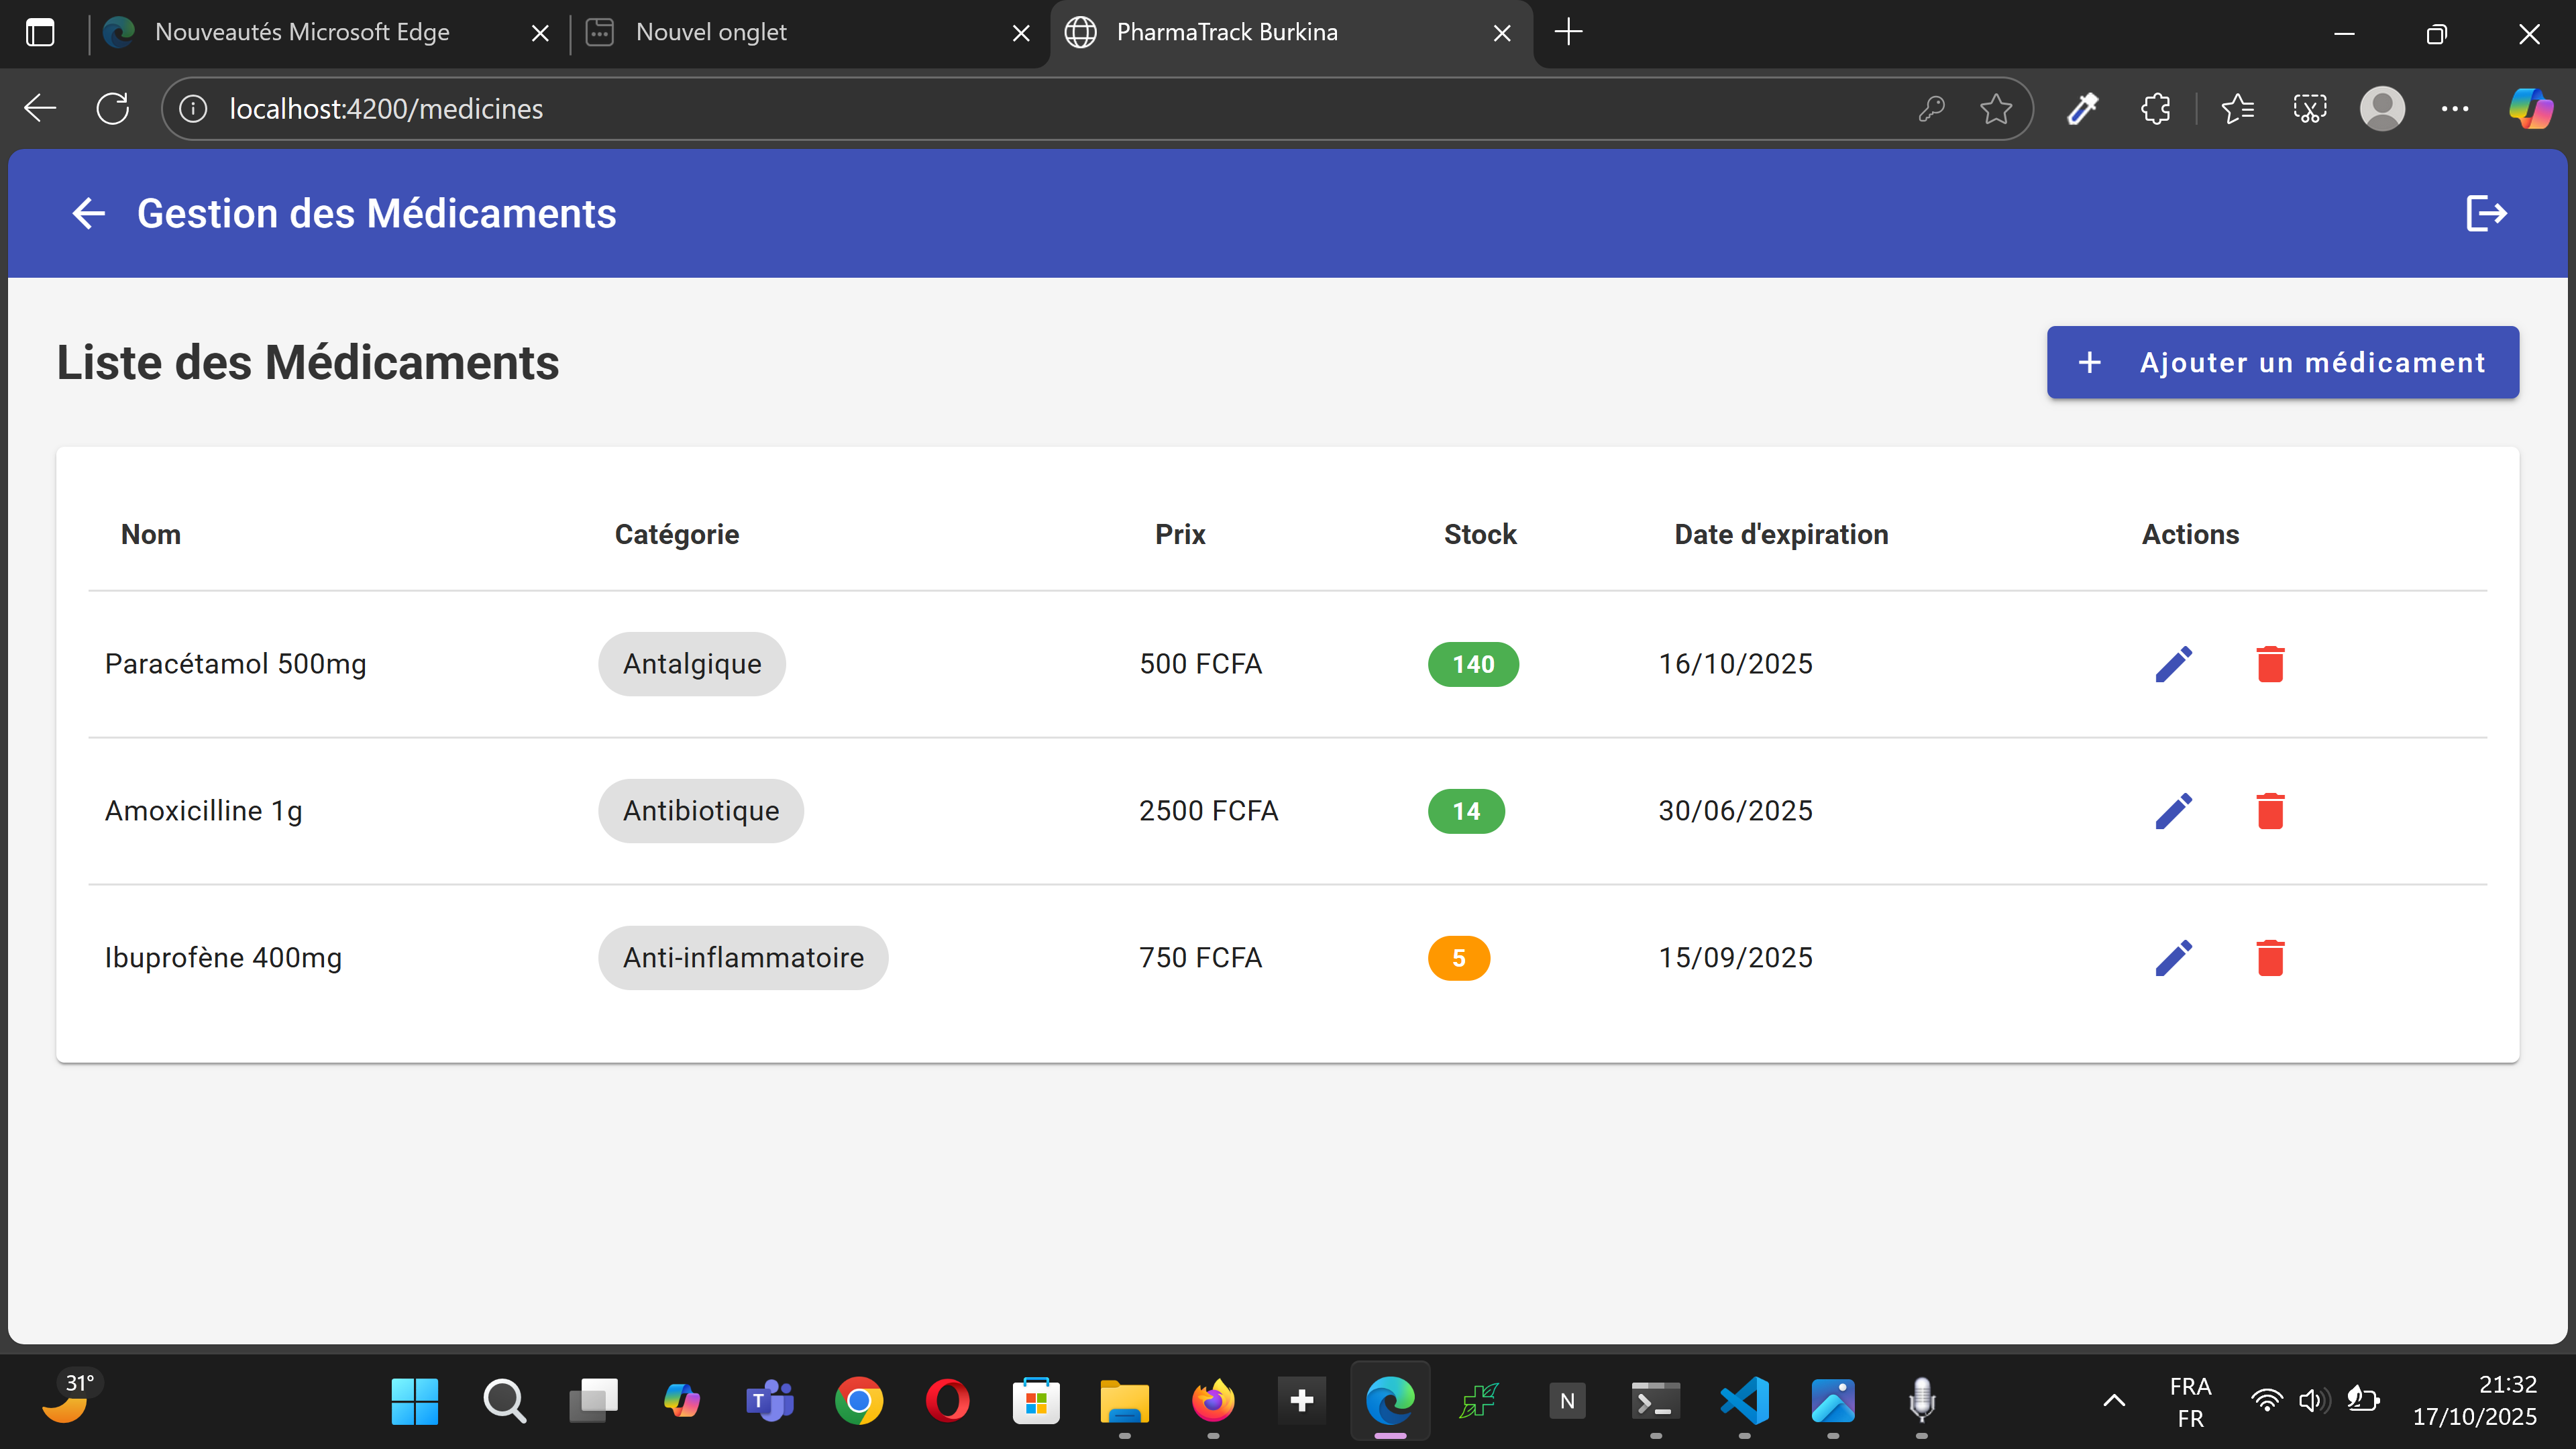 Nouveautés Microsoft Edge
Nouvel onglet
PharmaTrack Burkina
localhost:4200/medicines
Gestion des Médicaments
Liste des Médicaments
+ Ajouter un médicament
Nom Catégorie Prix Stock Date d'expiration Actions
Paracétamol 500mg Antalgique 500 FCFA 140 16/10/2025
Amoxicilline 1g Antibiotique 2500 FCFA 14 30/06/2025
Ibuprofène 400mg Anti-inflammatoire 750 FCFA 5 15/09/2025
31°
T
N
FRA
FR
21:32
17/10/2025